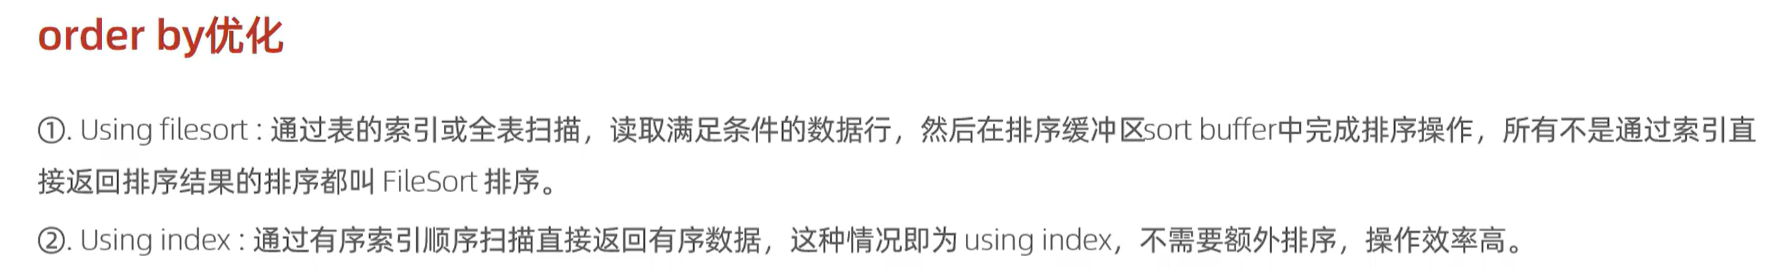 order by优化
①. Using filesort : 通过表的索引或全表扫描，读取满足条件的数据行，然后在排序缓冲区sort buffer中完成排序操作，所有不是通过索引直
接返回排序结果的排序都叫 FileSort 排序。
②. Using index : 通过有序索引顺序扫描直接返回有序数据，这种情况即为 using index，不需要额外排序，操作效率高。